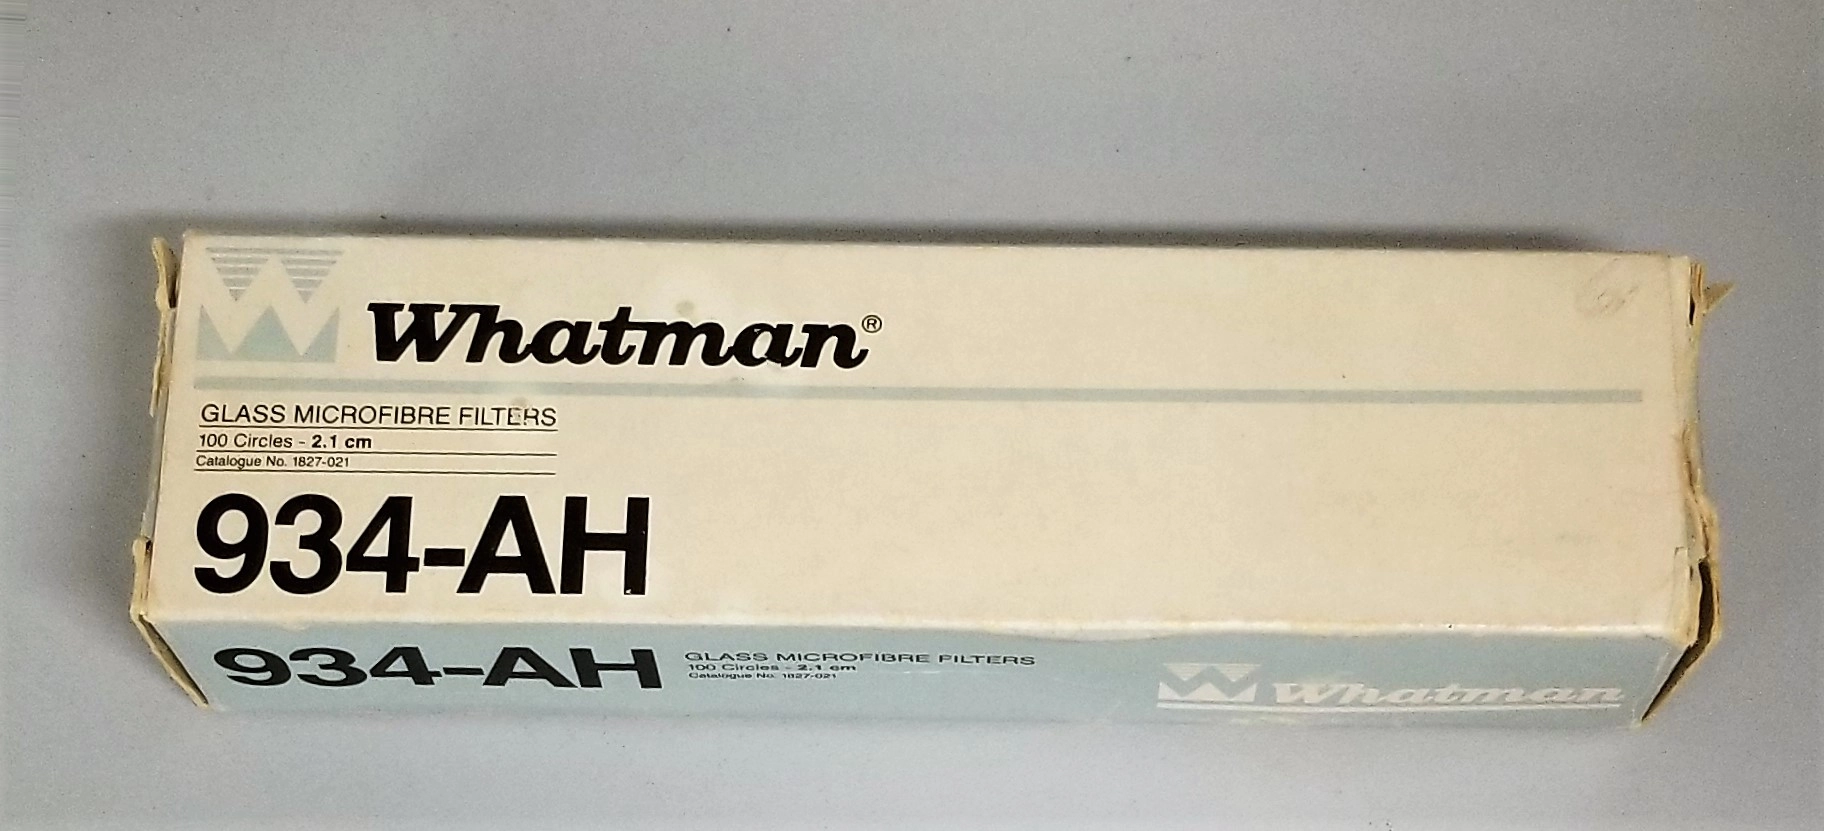 Whatman®
GLASS MICROFIBRE FILTERS
100 Circles - 2.1 cm
Catalogue No. 1827-021
934-AH
934-AH
GLASS MICROFIBRE FILTERS
100 Circles - 2.1 cm
Catalogue No. 1827-021
Whatman